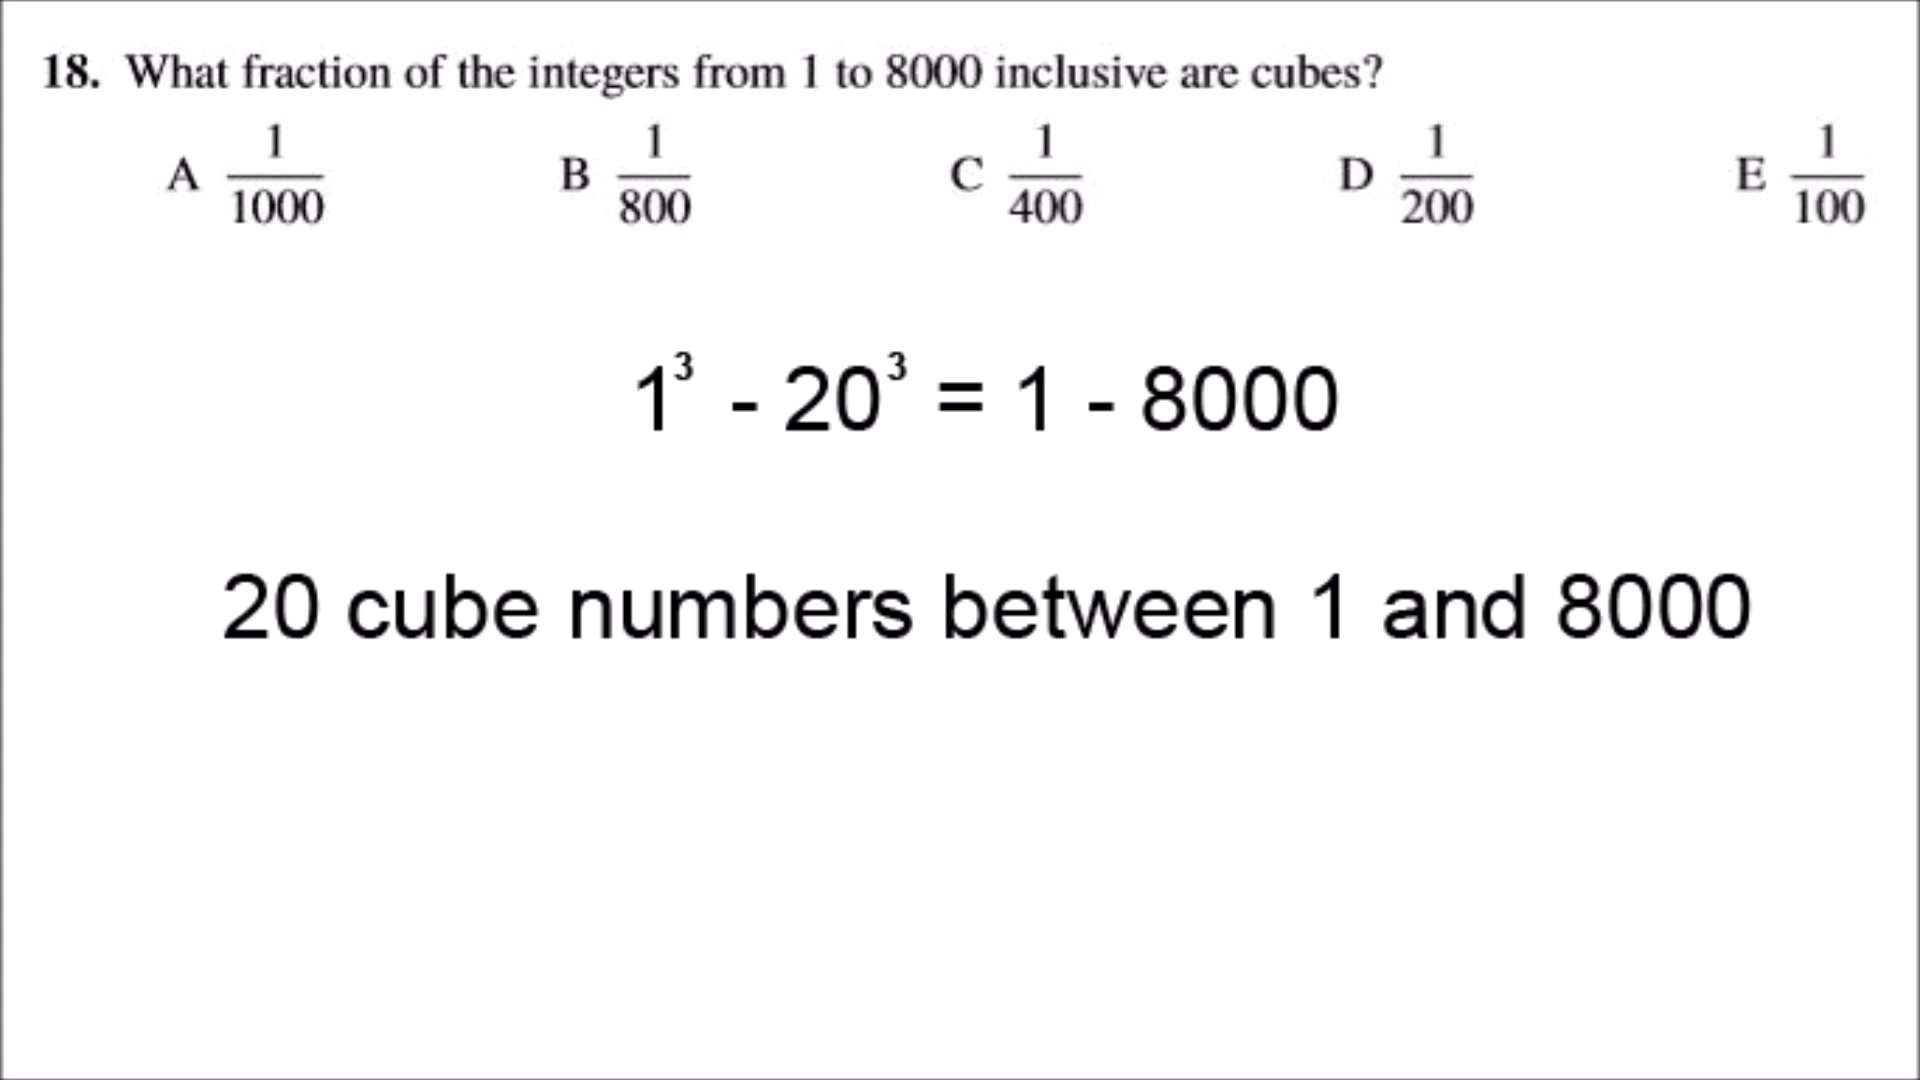 18. What fraction of the integers from 1 to 8000 inclusive are cubes?
A 1/1000 B 1/800 C 1/400 D 1/200 E 1/100
1³ - 20³ = 1 - 8000
20 cube numbers between 1 and 8000